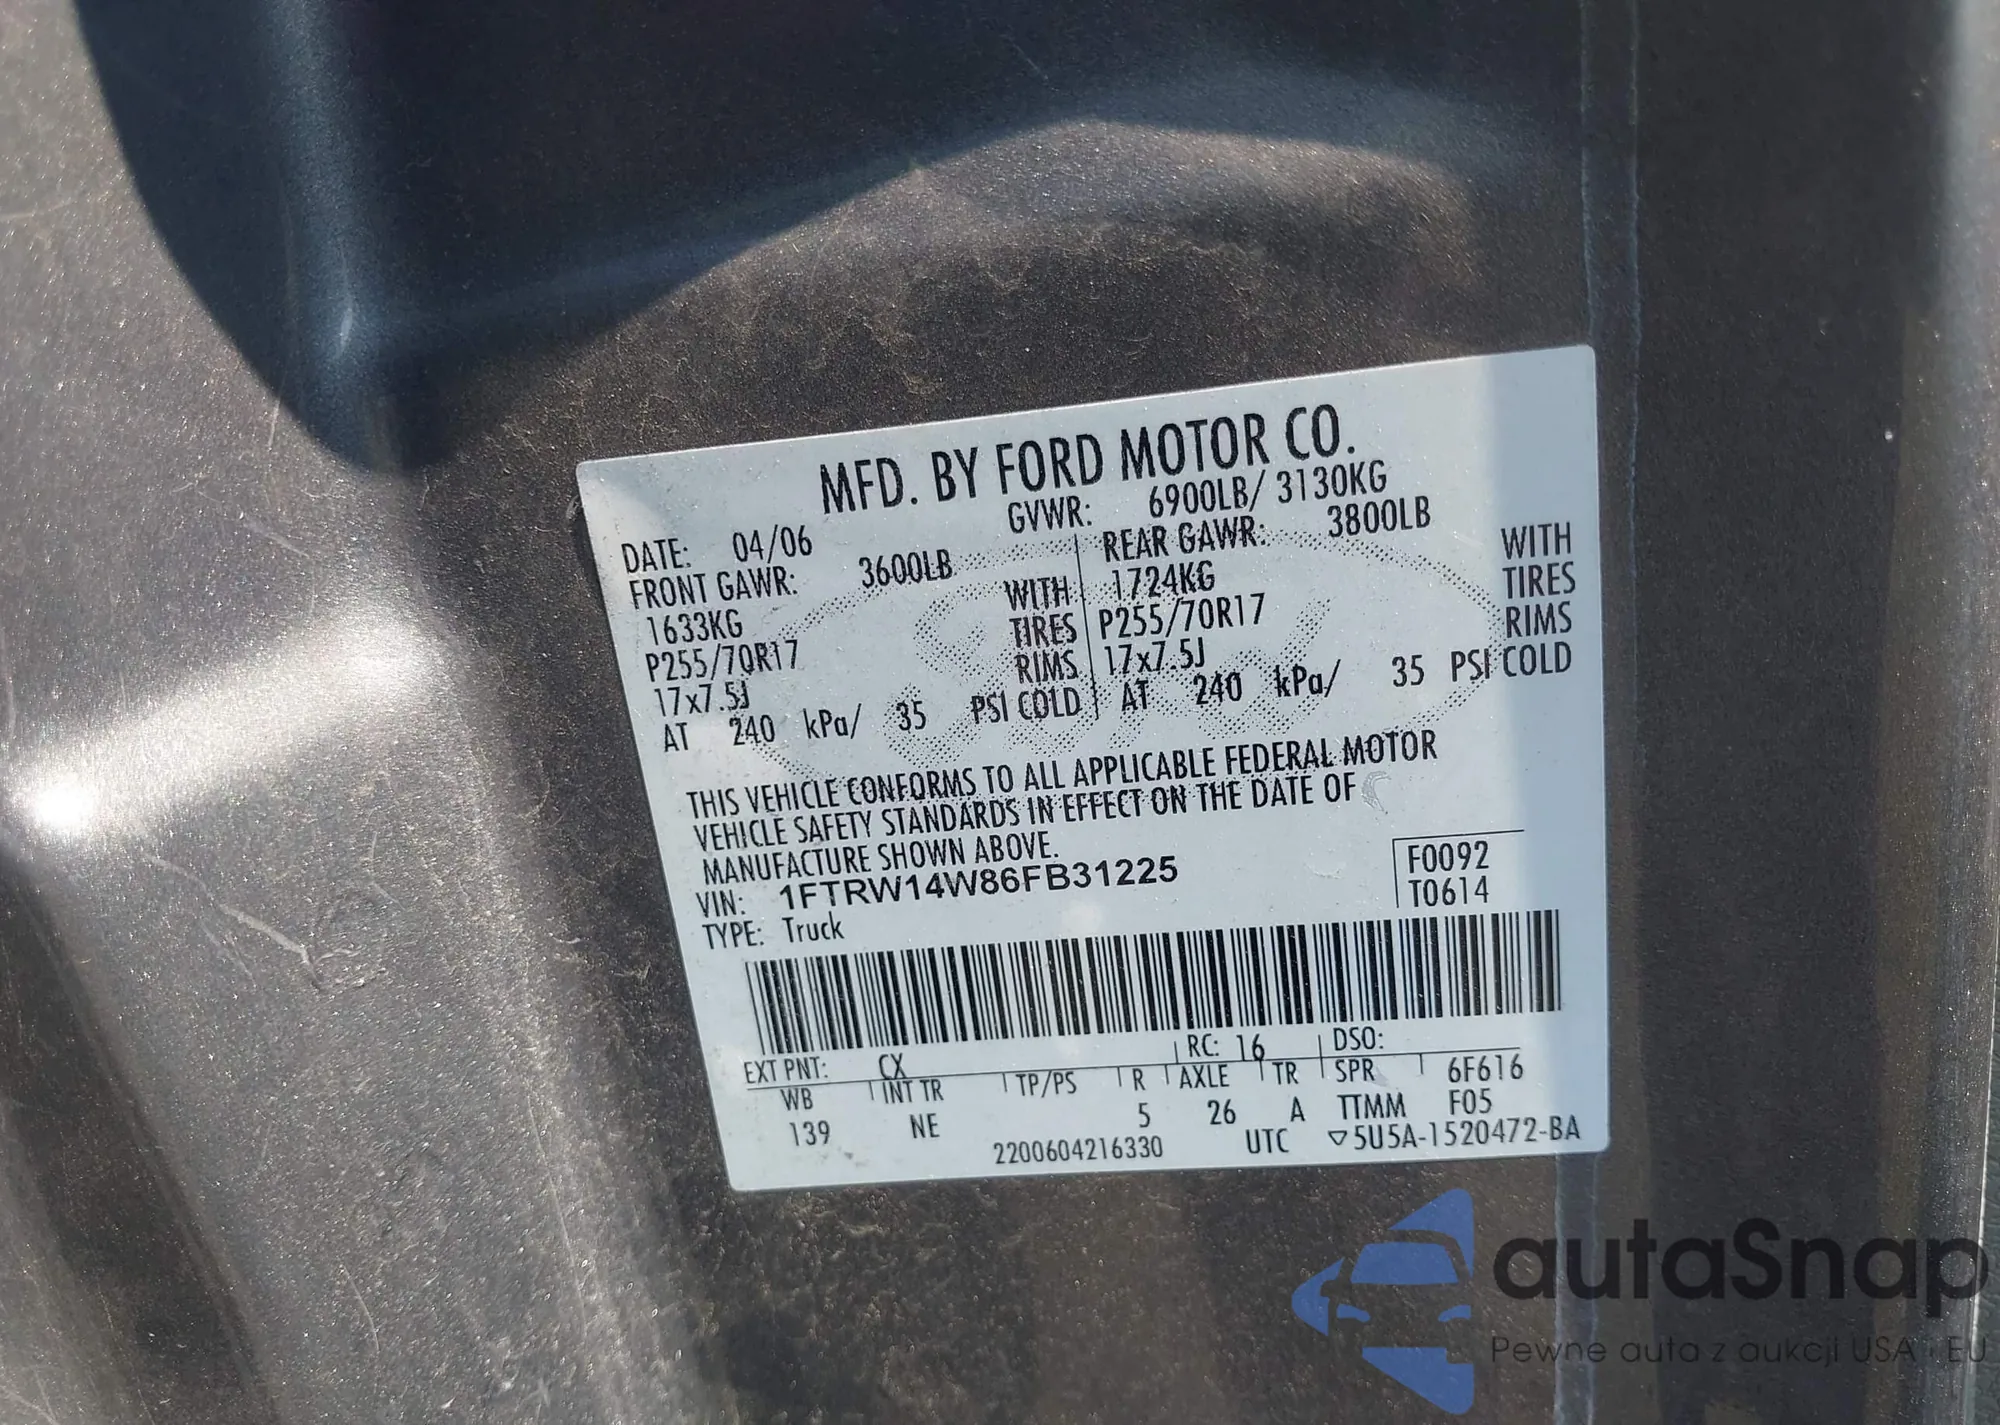 MFD. BY FORD MOTOR CO.
DATE: 04/06 GVWR: 6900LB/ 3130KG
FRONT GAWR: 3600LB REAR GAWR: 3800LB
1633KG WITH 1724KG WITH
P255/70R17 TIRES P255/70R17 TIRES
17x7.5J RIMS 17x7.5J RIMS
AT 240 kPa/ 35 PSI COLD AT 240 kPa/ 35 PSI COLD
THIS VEHICLE CONFORMS TO ALL APPLICABLE FEDERAL MOTOR
VEHICLE SAFETY STANDARDS IN EFFECT ON THE DATE OF
MANUFACTURE SHOWN ABOVE.
VIN: 1FTRW14W86FB31225 F0092
TYPE: Truck T0614
EXT PNT: CX RC: 16 DSO:
WB INT TR TP/PS R AXLE TR SPR 6F616
139 NE 5 26 A TTMM F05
2200604216330 UTC ▽5U5A-1520472-BA
autaSnap
Pewne auta z aukcji USA i EU